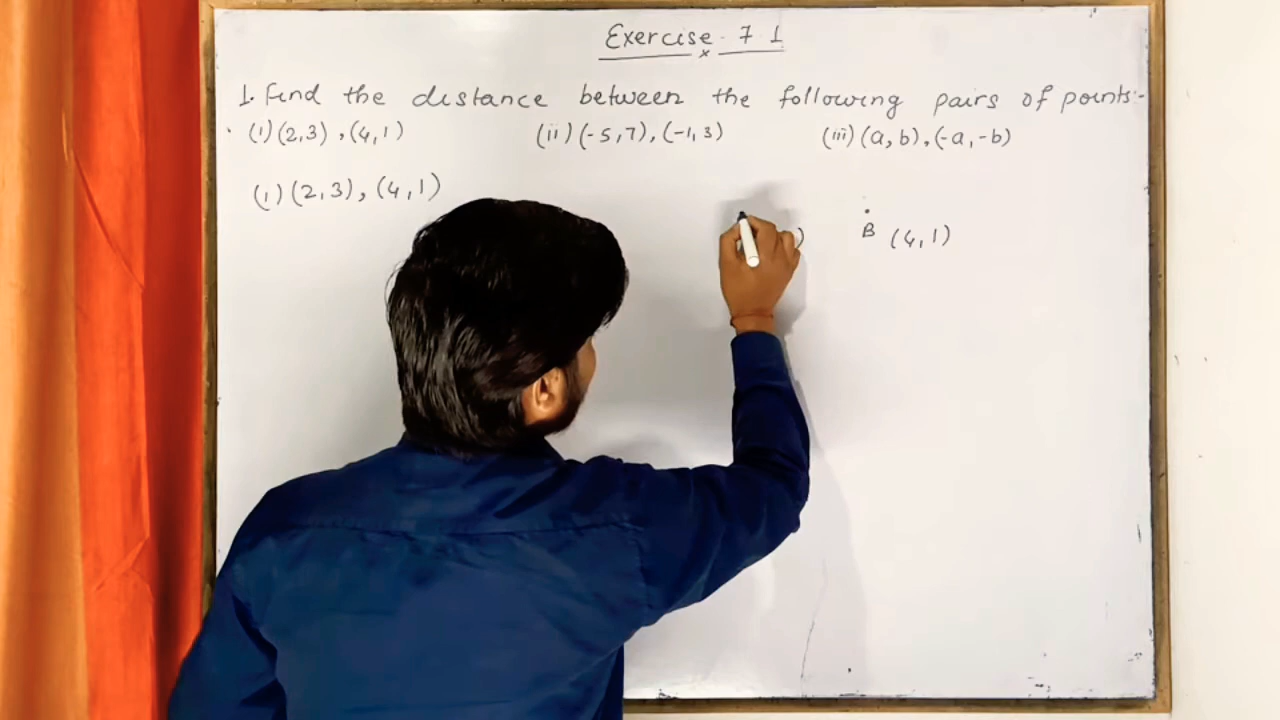 Exercise - 7.1
1. Find the distance between the following pairs of points:-
(i) (2,3), (4,1) (ii) (-5,7), (-1,3) (iii) (a,b), (-a,-b)
(i) (2,3), (4,1)
) B (4,1)